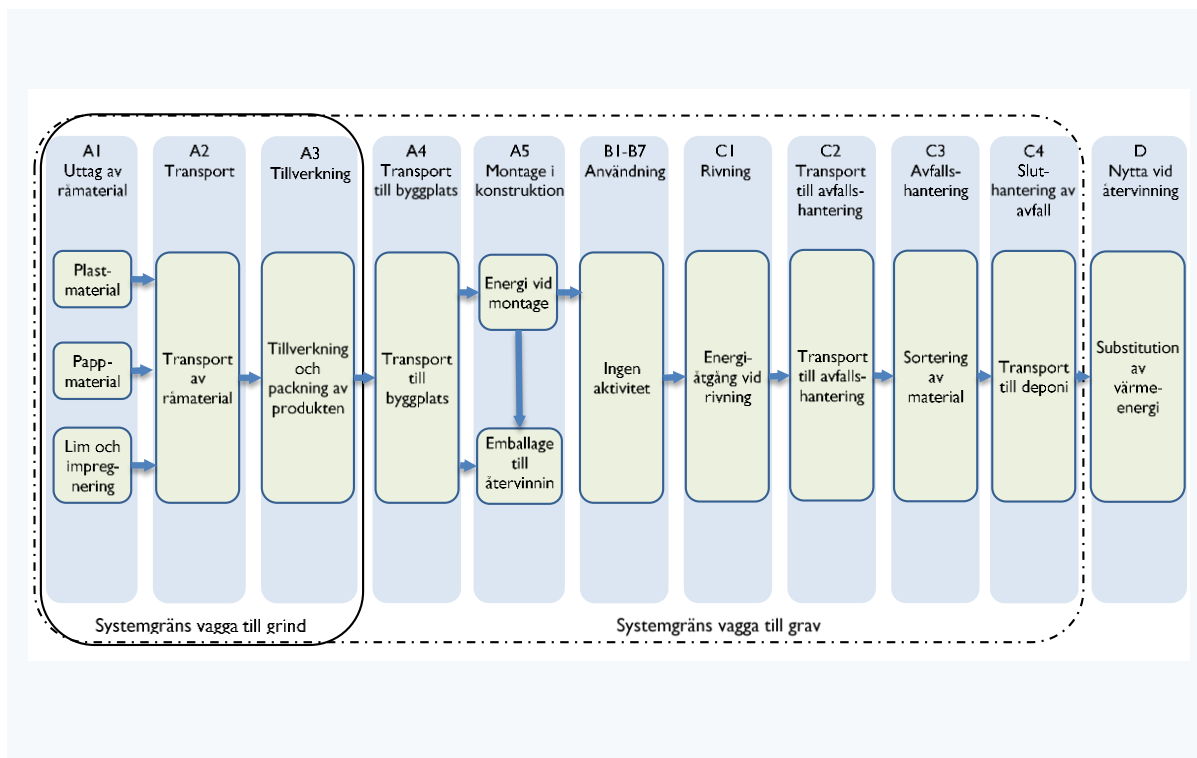 A1
Uttag av
råmaterial
A2
Transport
A3
Tillverkning
A4
Transport
till byggplats
A5
Montage i
konstruktion
B1-B7
Användning
C1
Rivning
C2
Transport
till avfalls-
hantering
C3
Avfalls-
hantering
C4
Slut-
hantering av
avfall
D
Nytta vid
återvinning
Plast-
material
Papp-
material
Lim och
impreg-
nering
Transport
av
råmaterial
Tillverkning
och
packning av
produkten
Transport
till
byggplats
Energi vid
montage
Emballage
till
återvinnin
Ingen
aktivitet
Energi-
åtgång vid
rivning
Transport
till avfalls-
hantering
Sortering
av
material
Transport
till deponi
Substitution
av
värme-
energi
Systemgräns vagga till grind
Systemgräns vagga till grav